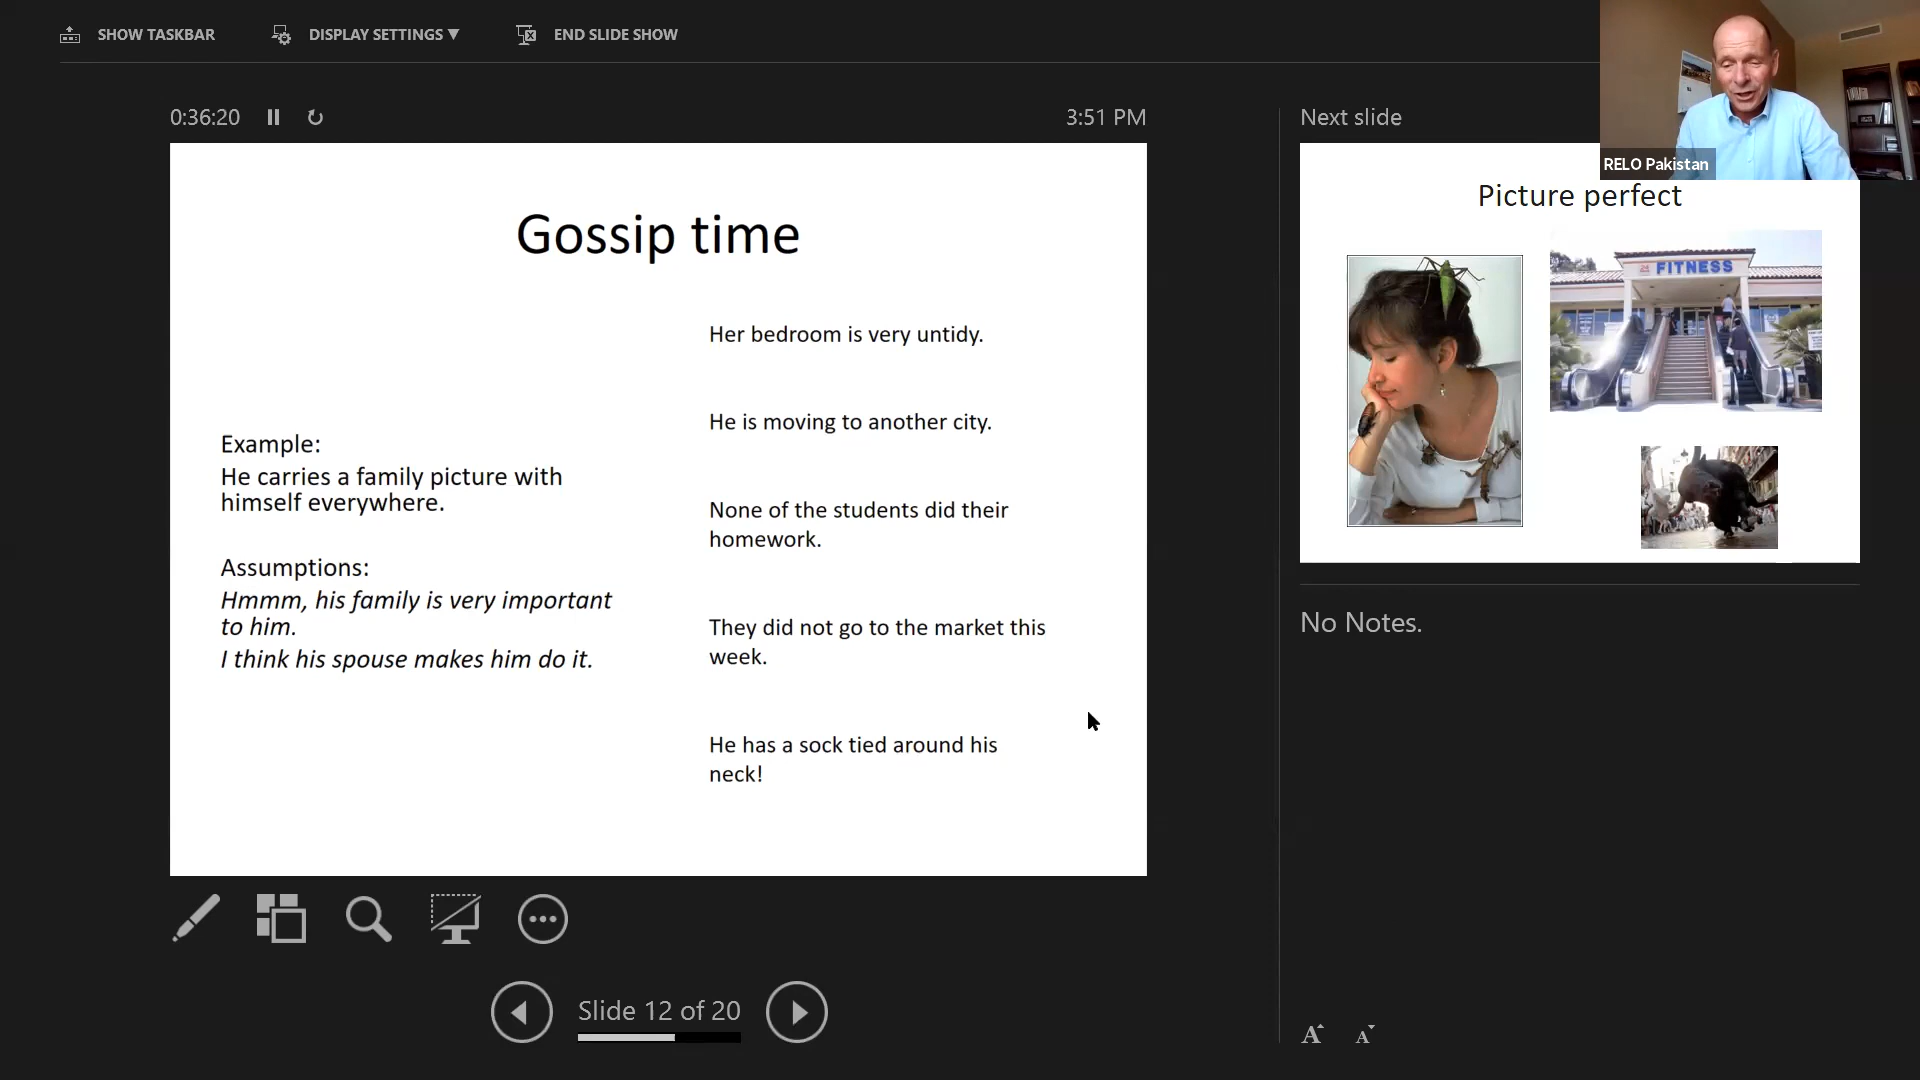 SHOW TASKBAR
DISPLAY SETTINGS ▼
END SLIDE SHOW
0:36:20
3:51 PM
Gossip time
Example:
He carries a family picture with
himself everywhere.
Assumptions:
Hmmm, his family is very important
to him.
I think his spouse makes him do it.
Her bedroom is very untidy.
He is moving to another city.
None of the students did their
homework.
They did not go to the market this
week.
He has a sock tied around his
neck!
Slide 12 of 20
Next slide
RELO Pakistan
Picture perfect
24
FITNESS
No Notes.
A A